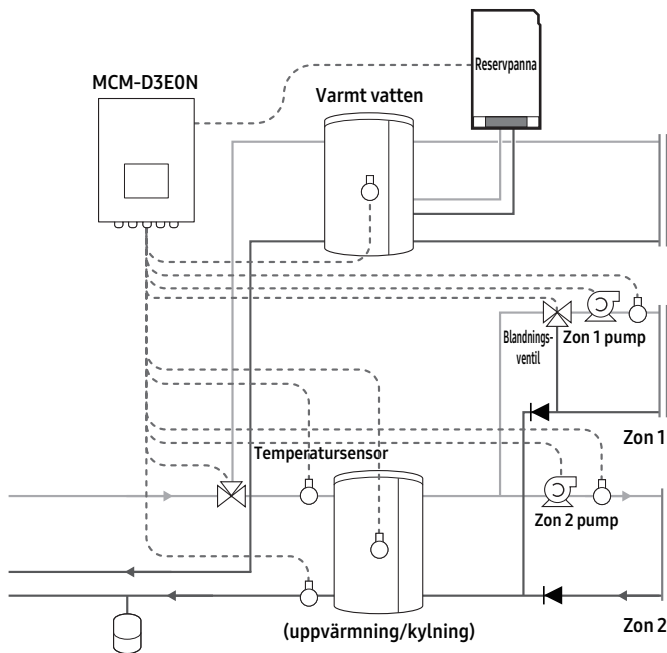 Reservpanna
MCM-D3E0N
Varmt vatten
Blandnings-
ventil
Zon 1 pump
Zon 1
Temperatursensor
Zon 2 pump
(uppvärmning/kylning)
Zon 2